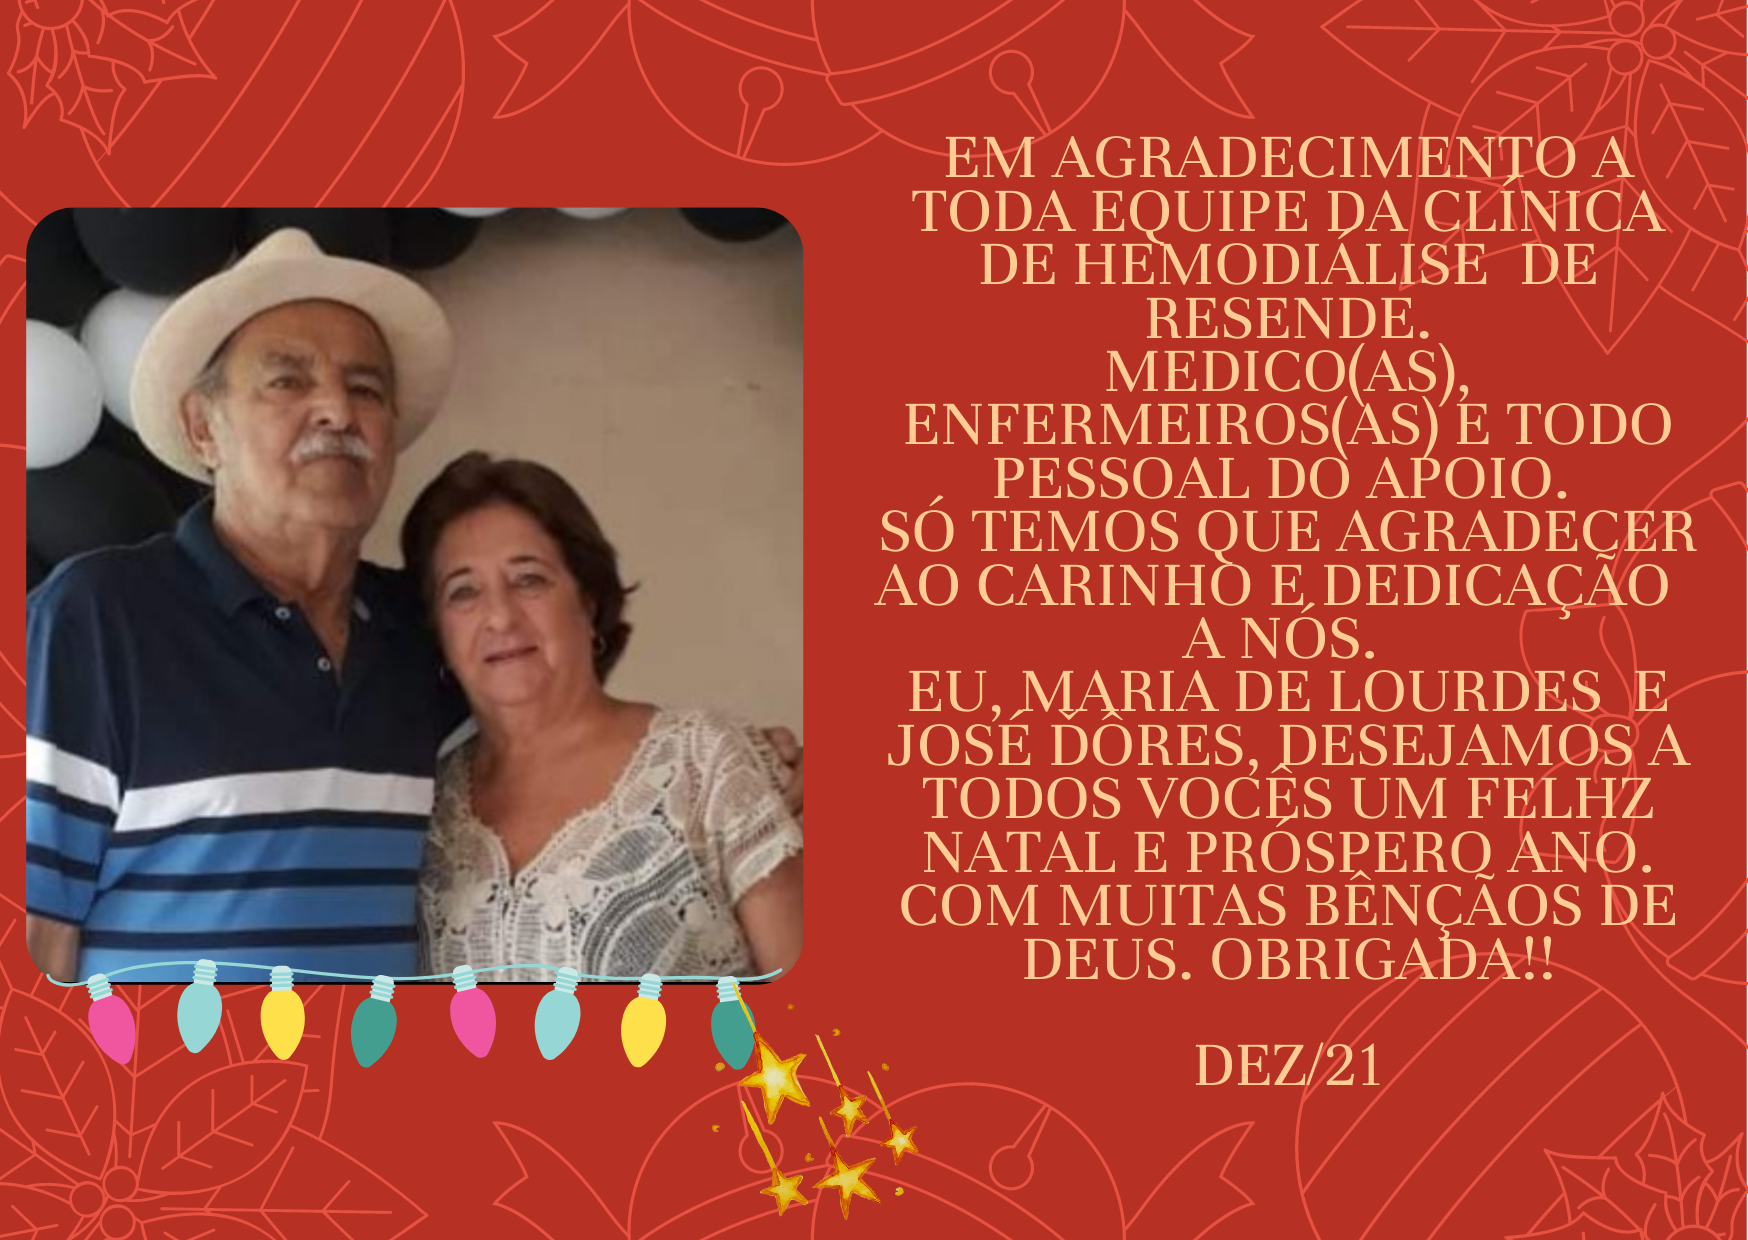 EM AGRADECIMENTO A
TODA EQUIPE DA CLÍNICA
DE HEMODIÁLISE DE
RESENDE.
MEDICO(AS),
ENFERMEIROS(AS) E TODO
PESSOAL DO APOIO.
SÓ TEMOS QUE AGRADECER
AO CARINHO E DEDICAÇÃO
A NÓS.
EU, MARIA DE LOURDES E
JOSÉ ĎÔRES, DESEJAMOS A
TODOS VOCÊS UM FELHZ
NATAL E PRÓSPERO ANO.
COM MUITAS BÊNÇÃOS DE
DEUS. OBRIGADA!!
DEZ/21